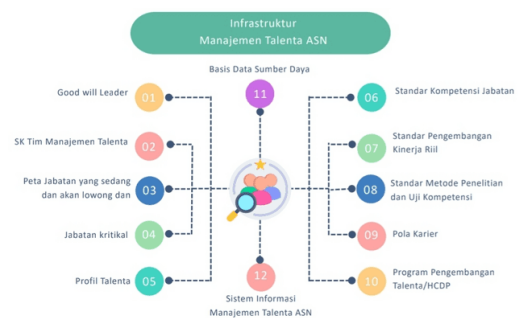 Infrastruktur
Manajemen Talenta ASN
Basis Data Sumber Daya
11
Good will Leader
01
SK Tim Manajemen Talenta
02
Peta Jabatan yang sedang
dan akan lowong dan
03
Jabatan kritikal
04
Profil Talenta
05
06
Standar Kompetensi Jabatan
07
Standar Pengembangan
Kinerja Riil
08
Standar Metode Penelitian
dan Uji Kompetensi
09
Pola Karier
10
Program Pengembangan
Talenta/HCDP
12
Sistem Informasi
Manajemen Talenta ASN